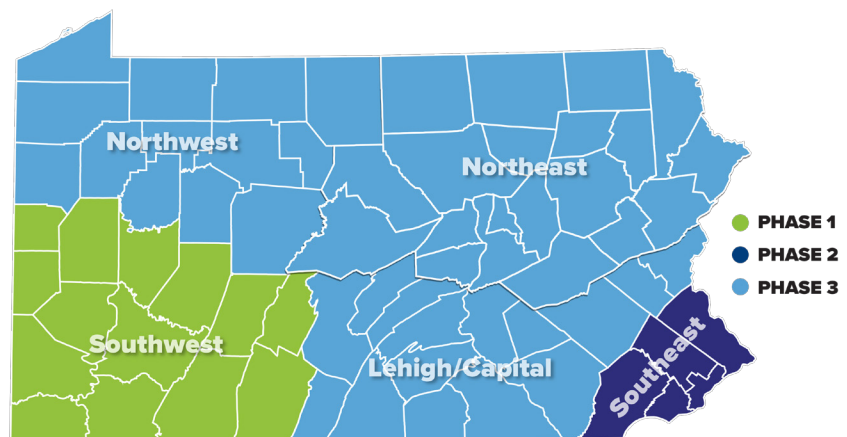 Northwest
Northeast
PHASE 1
PHASE 2
PHASE 3
Southwest
Lehigh/Capital
Southeast